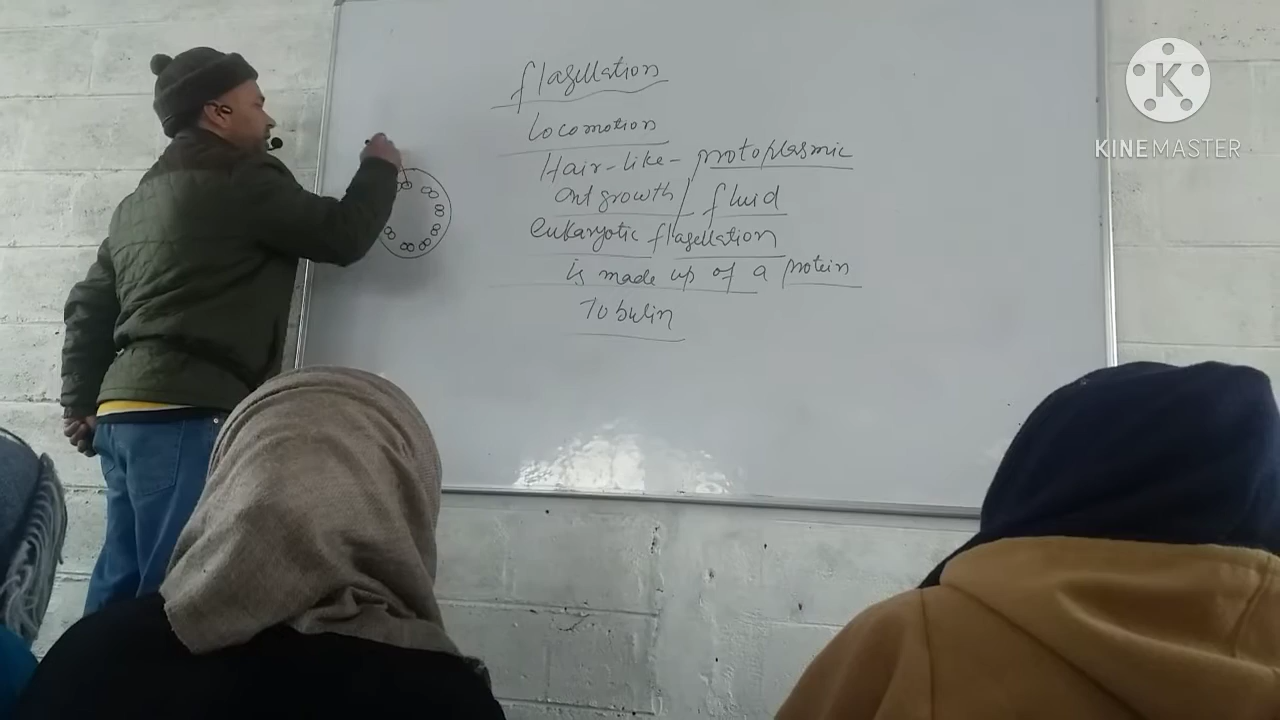 flagellation
Locomotion
Hair-like- protoplasmic
Outgrowth/ fluid
eukaryotic flagellation
is made up of a protein
Tobulin
K
KINEMASTER